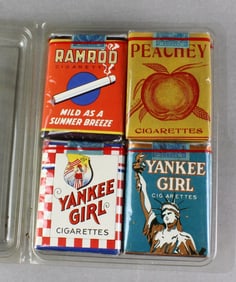 RAMROD
CIGARETTES
MILD AS A
SUMMER BREEZE
PEACHEY
CIGARETTES
YANKEE
GIRL
CIGARETTES
YANKEE
GIRL
CIGARETTES